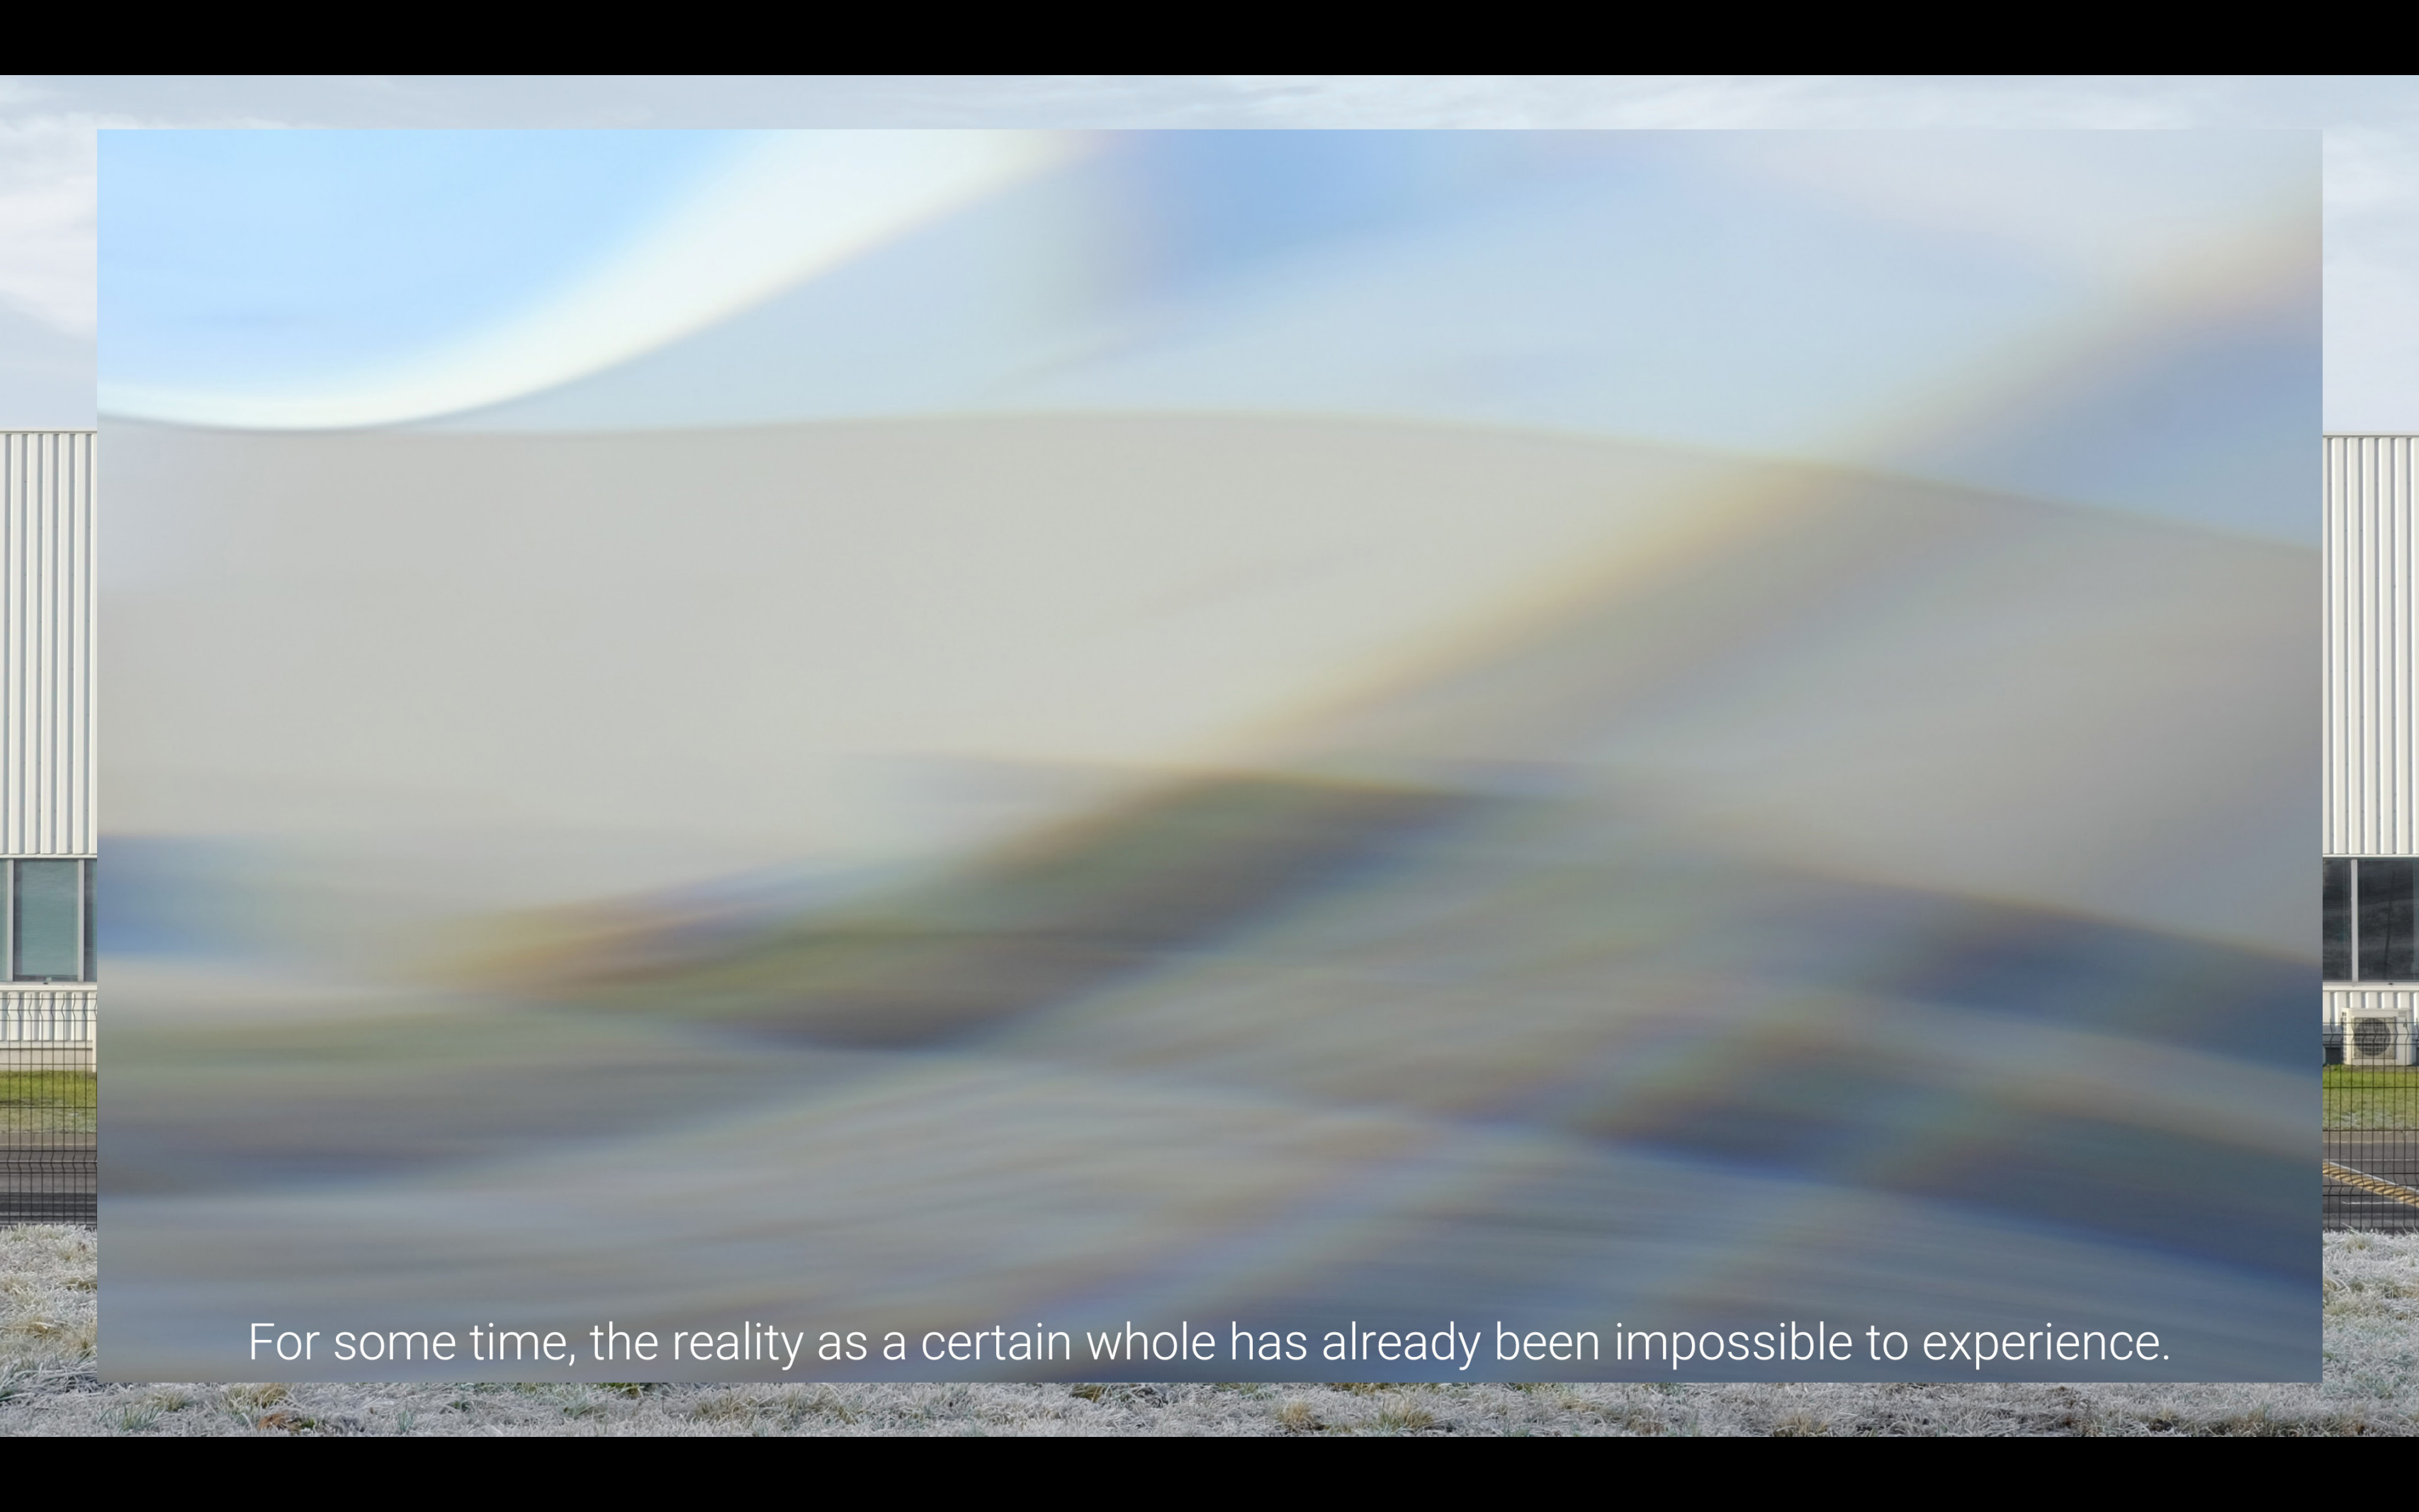 For some time, the reality as a certain whole has already been impossible to experience.